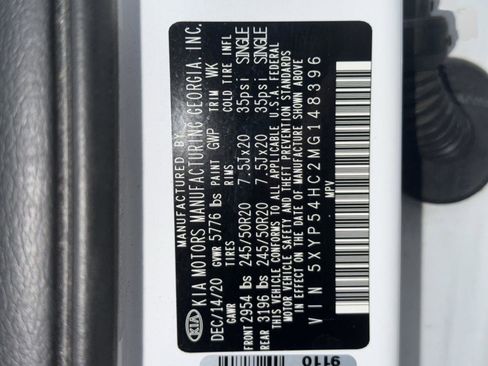 MANUFACTURED BY
KIA KIA MOTORS MANUFACTURING GEORGIA, INC.
DEC/14/20 GVWR 5776 lbs PAINT GWP TRIM WK
GAWR TIRES RIMS COLD TIRE INFL
FRONT 2954 lbs 245/50R20 7.5Jx20 35psi SINGLE
REAR 3196 lbs 245/50R20 7.5Jx20 35psi SINGLE
THIS VEHICLE CONFORMS TO ALL APPLICABLE U.S.A. FEDERAL
MOTOR VEHICLE SAFETY AND THEFT PREVENTION STANDARDS
IN EFFECT ON THE DATE OF MANUFACTURE SHOWN ABOVE
VIN 5XYP54HC2MG148396
MPV
9110